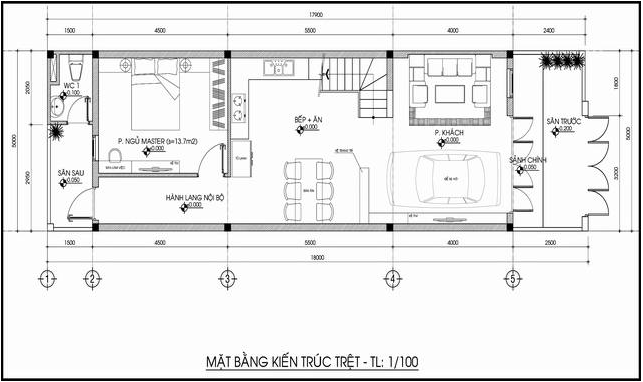 17900
1500 4500 5500 4000 2400
2050
2950
5000
WC 1
0.100
P. NGỦ MASTER (s=13.7m2)
±0.000
BẾP + ĂN
±0.000
P. KHÁCH
±0.000
SÂN TRƯỚC
-0.200
SẢNH CHÍNH
-0.050
SÂN SAU
-0.050
HÀNH LANG NỘI BỘ
±0.000
1800
3200
5000
1500 4500 5500 4000 2500
18000
1 2 3 4 5
MẶT BẰNG KIẾN TRÚC TRỆT - TL: 1/100